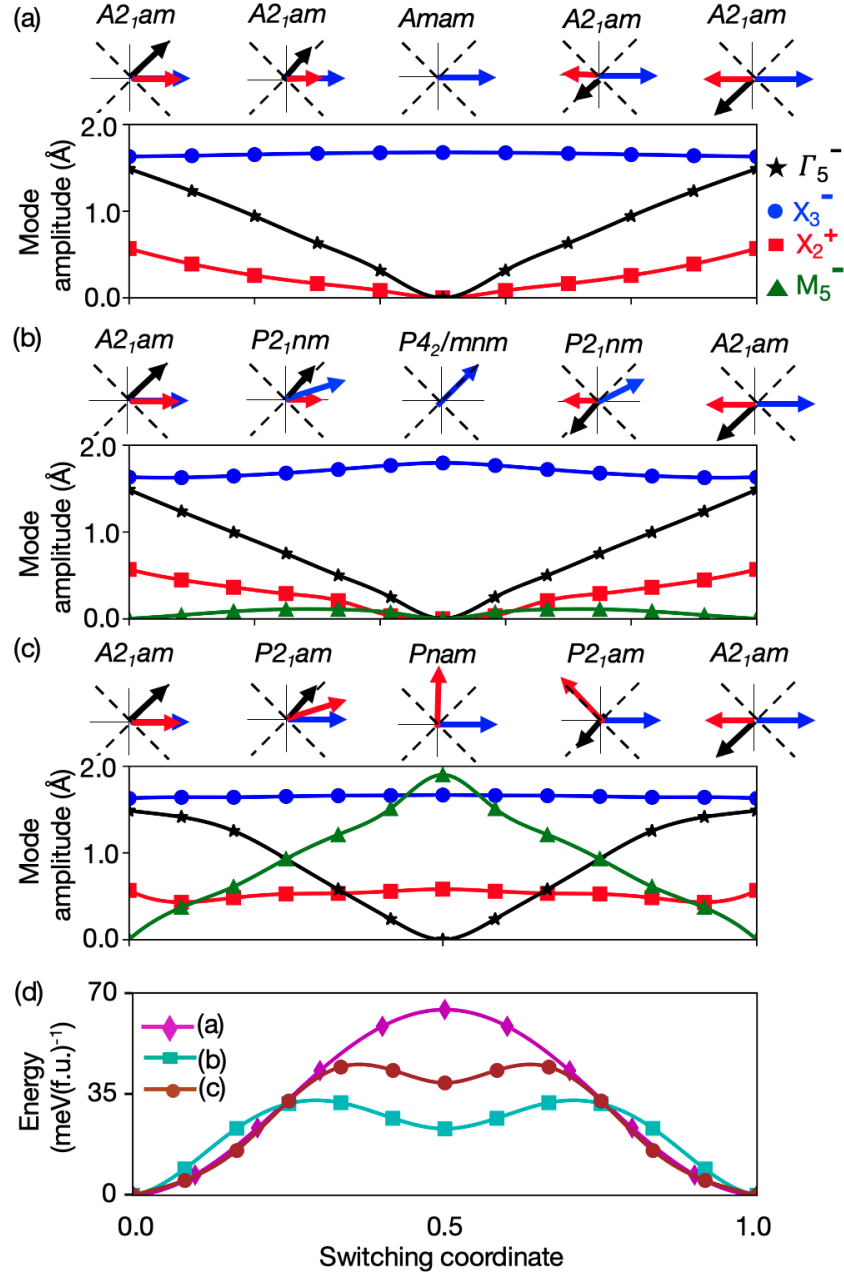 (a) A2₁am A2₁am Amam A2₁am A2₁am
2.0
1.0
0.0
Mode
amplitude (Å)
Γ₅⁻
X₃⁻
X₂⁺
M₅⁻
(b) A2₁am P2₁nm P4₂/mnm P2₁nm A2₁am
2.0
1.0
0.0
Mode
amplitude (Å)
(c) A2₁am P2₁am Pnam P2₁am A2₁am
2.0
1.0
0.0
Mode
amplitude (Å)
(d)
70
35
0
Energy
(meV(f.u.)⁻¹)
(a)
(b)
(c)
0.0 0.5 1.0
Switching coordinate